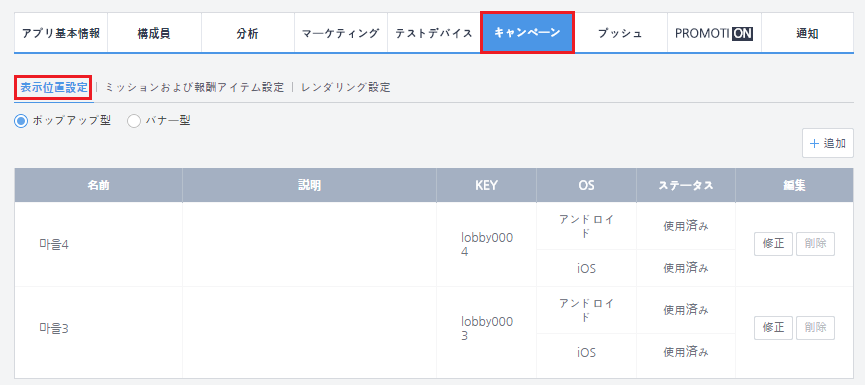 アプリ基本情報 構成員 分析 マーケティング テストデバイス キャンペーン プッシュ PROMOTION 通知
表示位置設定 | ミッションおよび報酬アイテム設定 | レンダリング設定
ポップアップ型 バナー型
+ 追加
名前 説明 KEY OS ステータス 編集
마을4 lobby000
4 アンドロイ
ド 使用済み 修正 削除
iOS 使用済み
마을3 lobby000
3 アンドロイ
ド 使用済み 修正 削除
iOS 使用済み